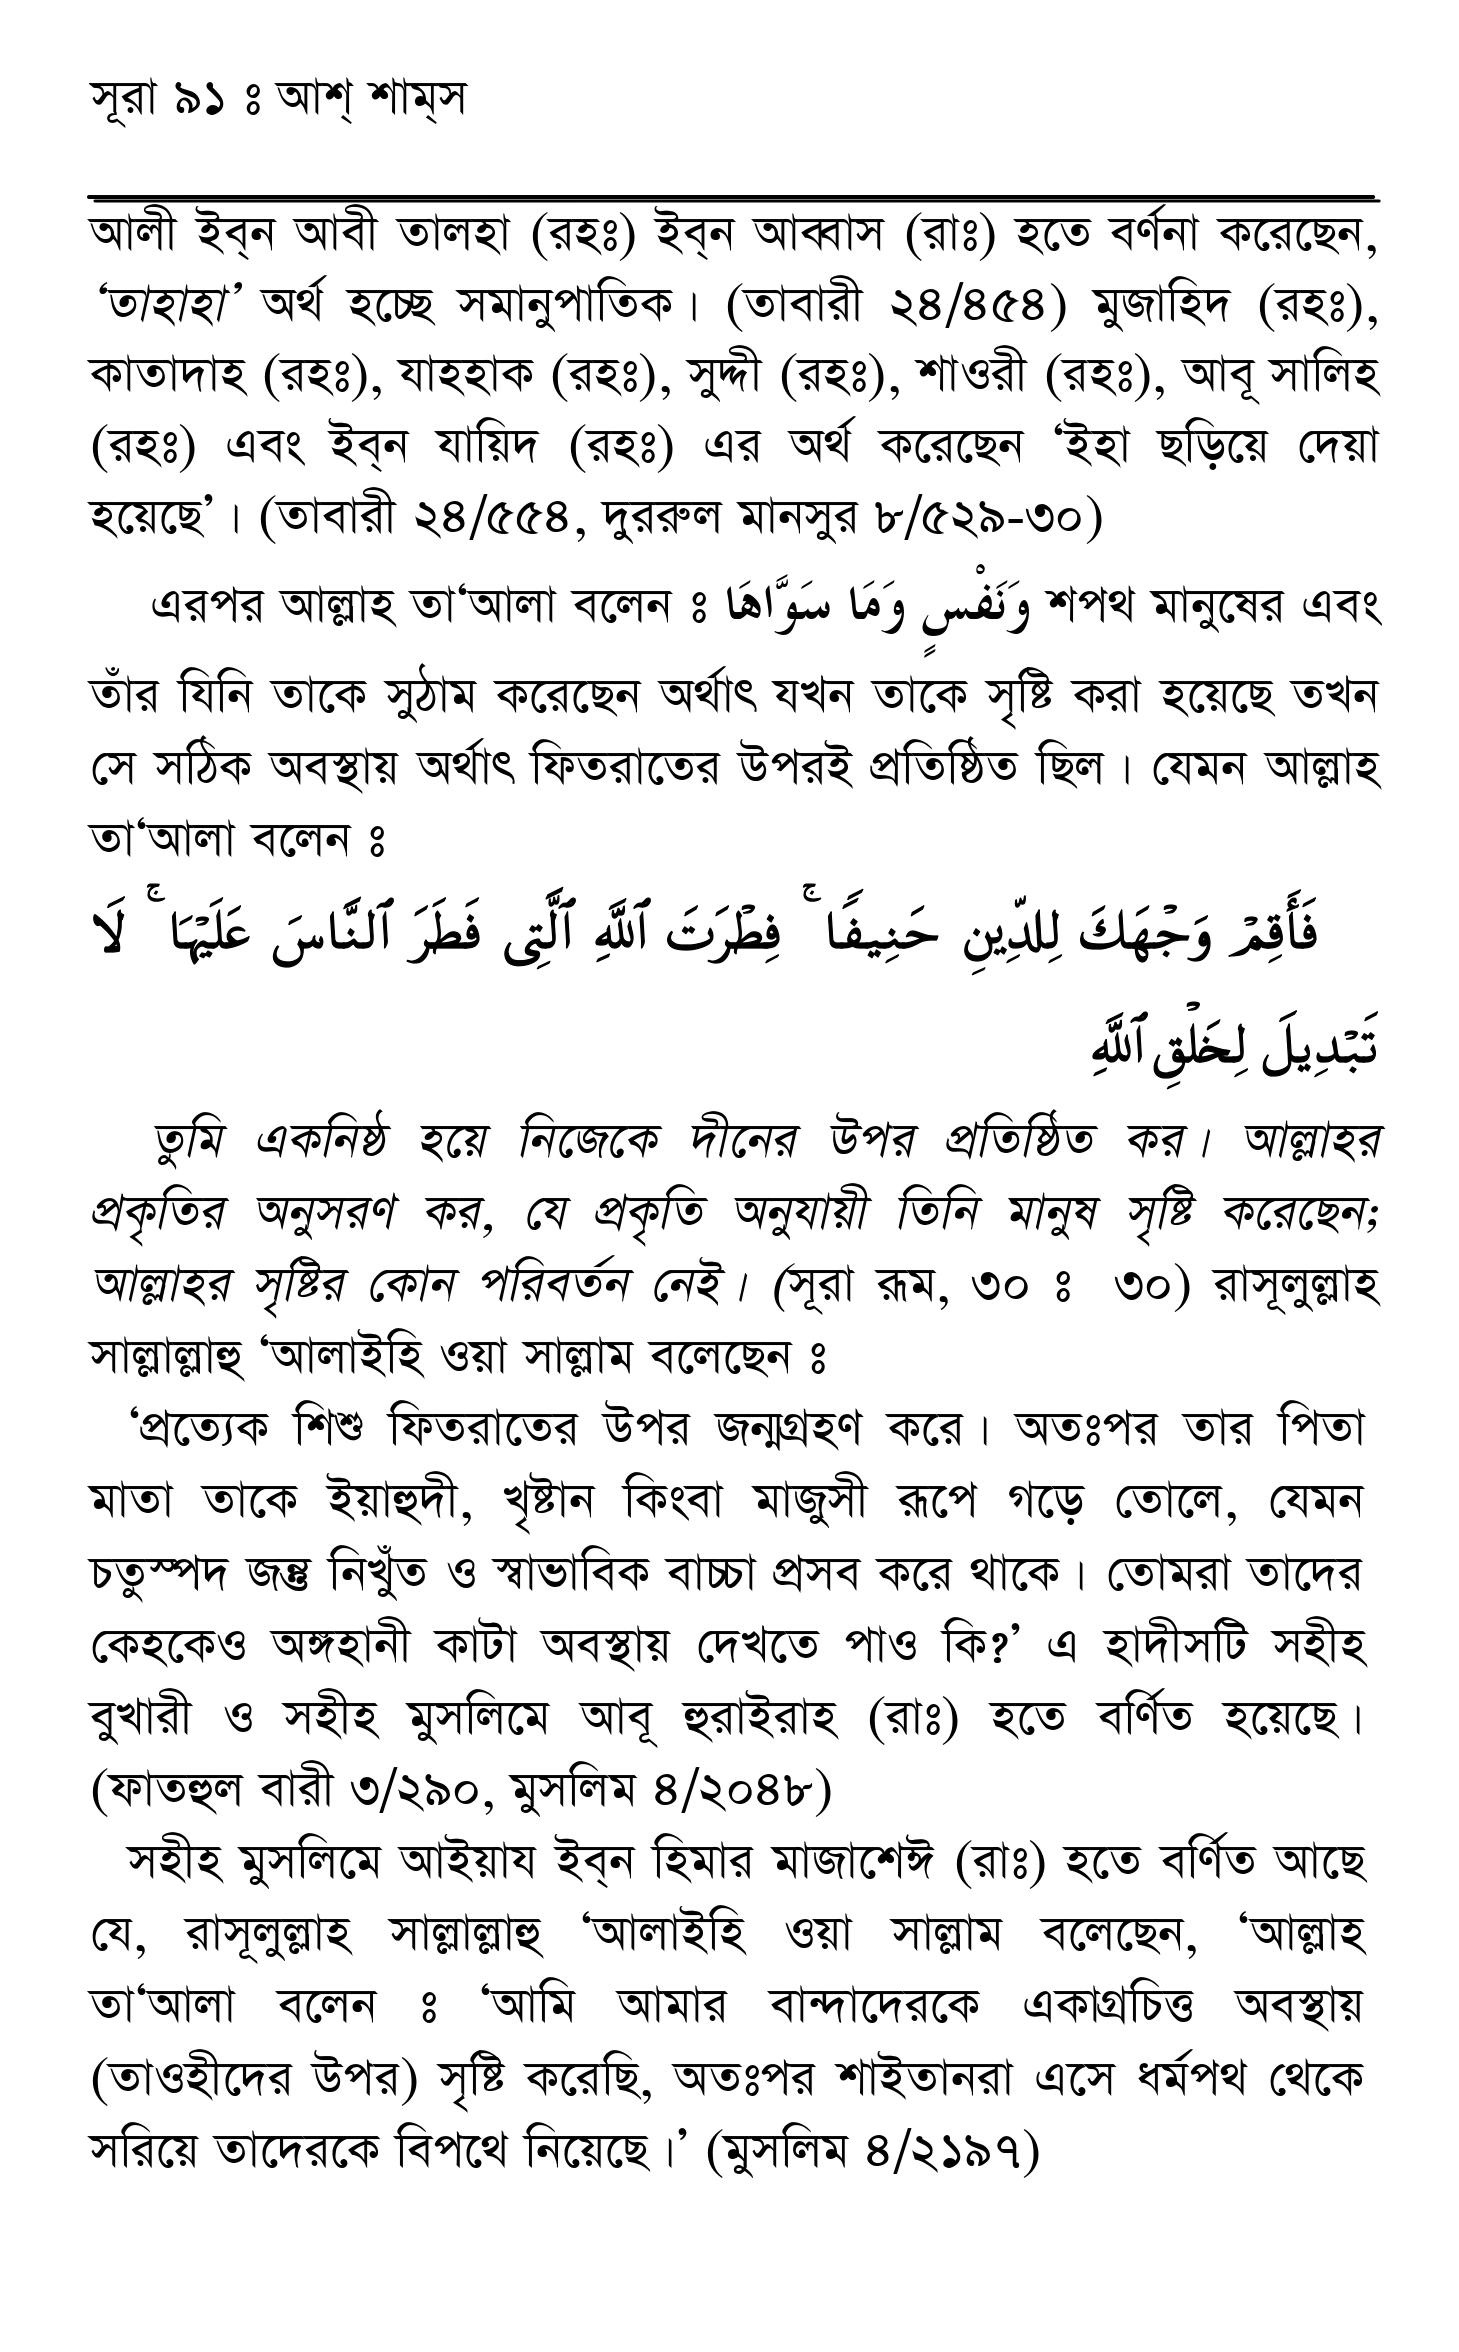 সূরা ৯১ ঃ আশ্ শাম্স
আলী ইব্ন আবী তালহা (রহঃ) ইব্ন আব্বাস (রাঃ) হতে বর্ণনা করেছেন,
‘তাহাহা’ অর্থ হচ্ছে সমানুপাতিক। (তাবারী ২৪/৪৫৪) মুজাহিদ (রহঃ),
কাতাদাহ (রহঃ), যাহহাক (রহঃ), সুদ্দী (রহঃ), শাওরী (রহঃ), আবূ সালিহ
(রহঃ) এবং ইব্ন যায়িদ (রহঃ) এর অর্থ করেছেন ‘ইহা ছড়িয়ে দেয়া
হয়েছে’। (তাবারী ২৪/৫৫৪, দুররুল মানসুর ৮/৫২৯-৩০)
এরপর আল্লাহ তা‘আলা বলেন ঃ وَنَفْسٍ وَمَا سَوَّاهَا শপথ মানুষের এবং
তাঁর যিনি তাকে সুঠাম করেছেন অর্থাৎ যখন তাকে সৃষ্টি করা হয়েছে তখন
সে সঠিক অবস্থায় অর্থাৎ ফিতরাতের উপরই প্রতিষ্ঠিত ছিল। যেমন আল্লাহ
তা‘আলা বলেন ঃ
فَأَقِمْ وَجْهَكَ لِلدِّينِ حَنِيفًا ۚ فِطْرَتَ ٱللَّهِ ٱلَّتِى فَطَرَ ٱلنَّاسَ عَلَيْهَا ۚ لَا
تَبْدِيلَ لِخَلْقِ ٱللَّهِ
তুমি একনিষ্ঠ হয়ে নিজেকে দীনের উপর প্রতিষ্ঠিত কর। আল্লাহর
প্রকৃতির অনুসরণ কর, যে প্রকৃতি অনুযায়ী তিনি মানুষ সৃষ্টি করেছেন;
আল্লাহর সৃষ্টির কোন পরিবর্তন নেই। (সূরা রূম, ৩০ ঃ ৩০) রাসূলুল্লাহ
সাল্লাল্লাহু ‘আলাইহি ওয়া সাল্লাম বলেছেন ঃ
‘প্রত্যেক শিশু ফিতরাতের উপর জন্মগ্রহণ করে। অতঃপর তার পিতা
মাতা তাকে ইয়াহুদী, খৃষ্টান কিংবা মাজুসী রূপে গড়ে তোলে, যেমন
চতুস্পদ জন্তু নিখুঁত ও স্বাভাবিক বাচ্চা প্রসব করে থাকে। তোমরা তাদের
কেহকেও অঙ্গহানী কাটা অবস্থায় দেখতে পাও কি?’ এ হাদীসটি সহীহ
বুখারী ও সহীহ মুসলিমে আবূ হুরাইরাহ (রাঃ) হতে বর্ণিত হয়েছে।
(ফাতহুল বারী ৩/২৯০, মুসলিম ৪/২০৪৮)
সহীহ মুসলিমে আইয়ায ইব্ন হিমার মাজাশেঈ (রাঃ) হতে বর্ণিত আছে
যে, রাসূলুল্লাহ সাল্লাল্লাহু ‘আলাইহি ওয়া সাল্লাম বলেছেন, ‘আল্লাহ
তা‘আলা বলেন ঃ ‘আমি আমার বান্দাদেরকে একাগ্রচিত্ত অবস্থায়
(তাওহীদের উপর) সৃষ্টি করেছি, অতঃপর শাইতানরা এসে ধর্মপথ থেকে
সরিয়ে তাদেরকে বিপথে নিয়েছে।’ (মুসলিম ৪/২১৯৭)